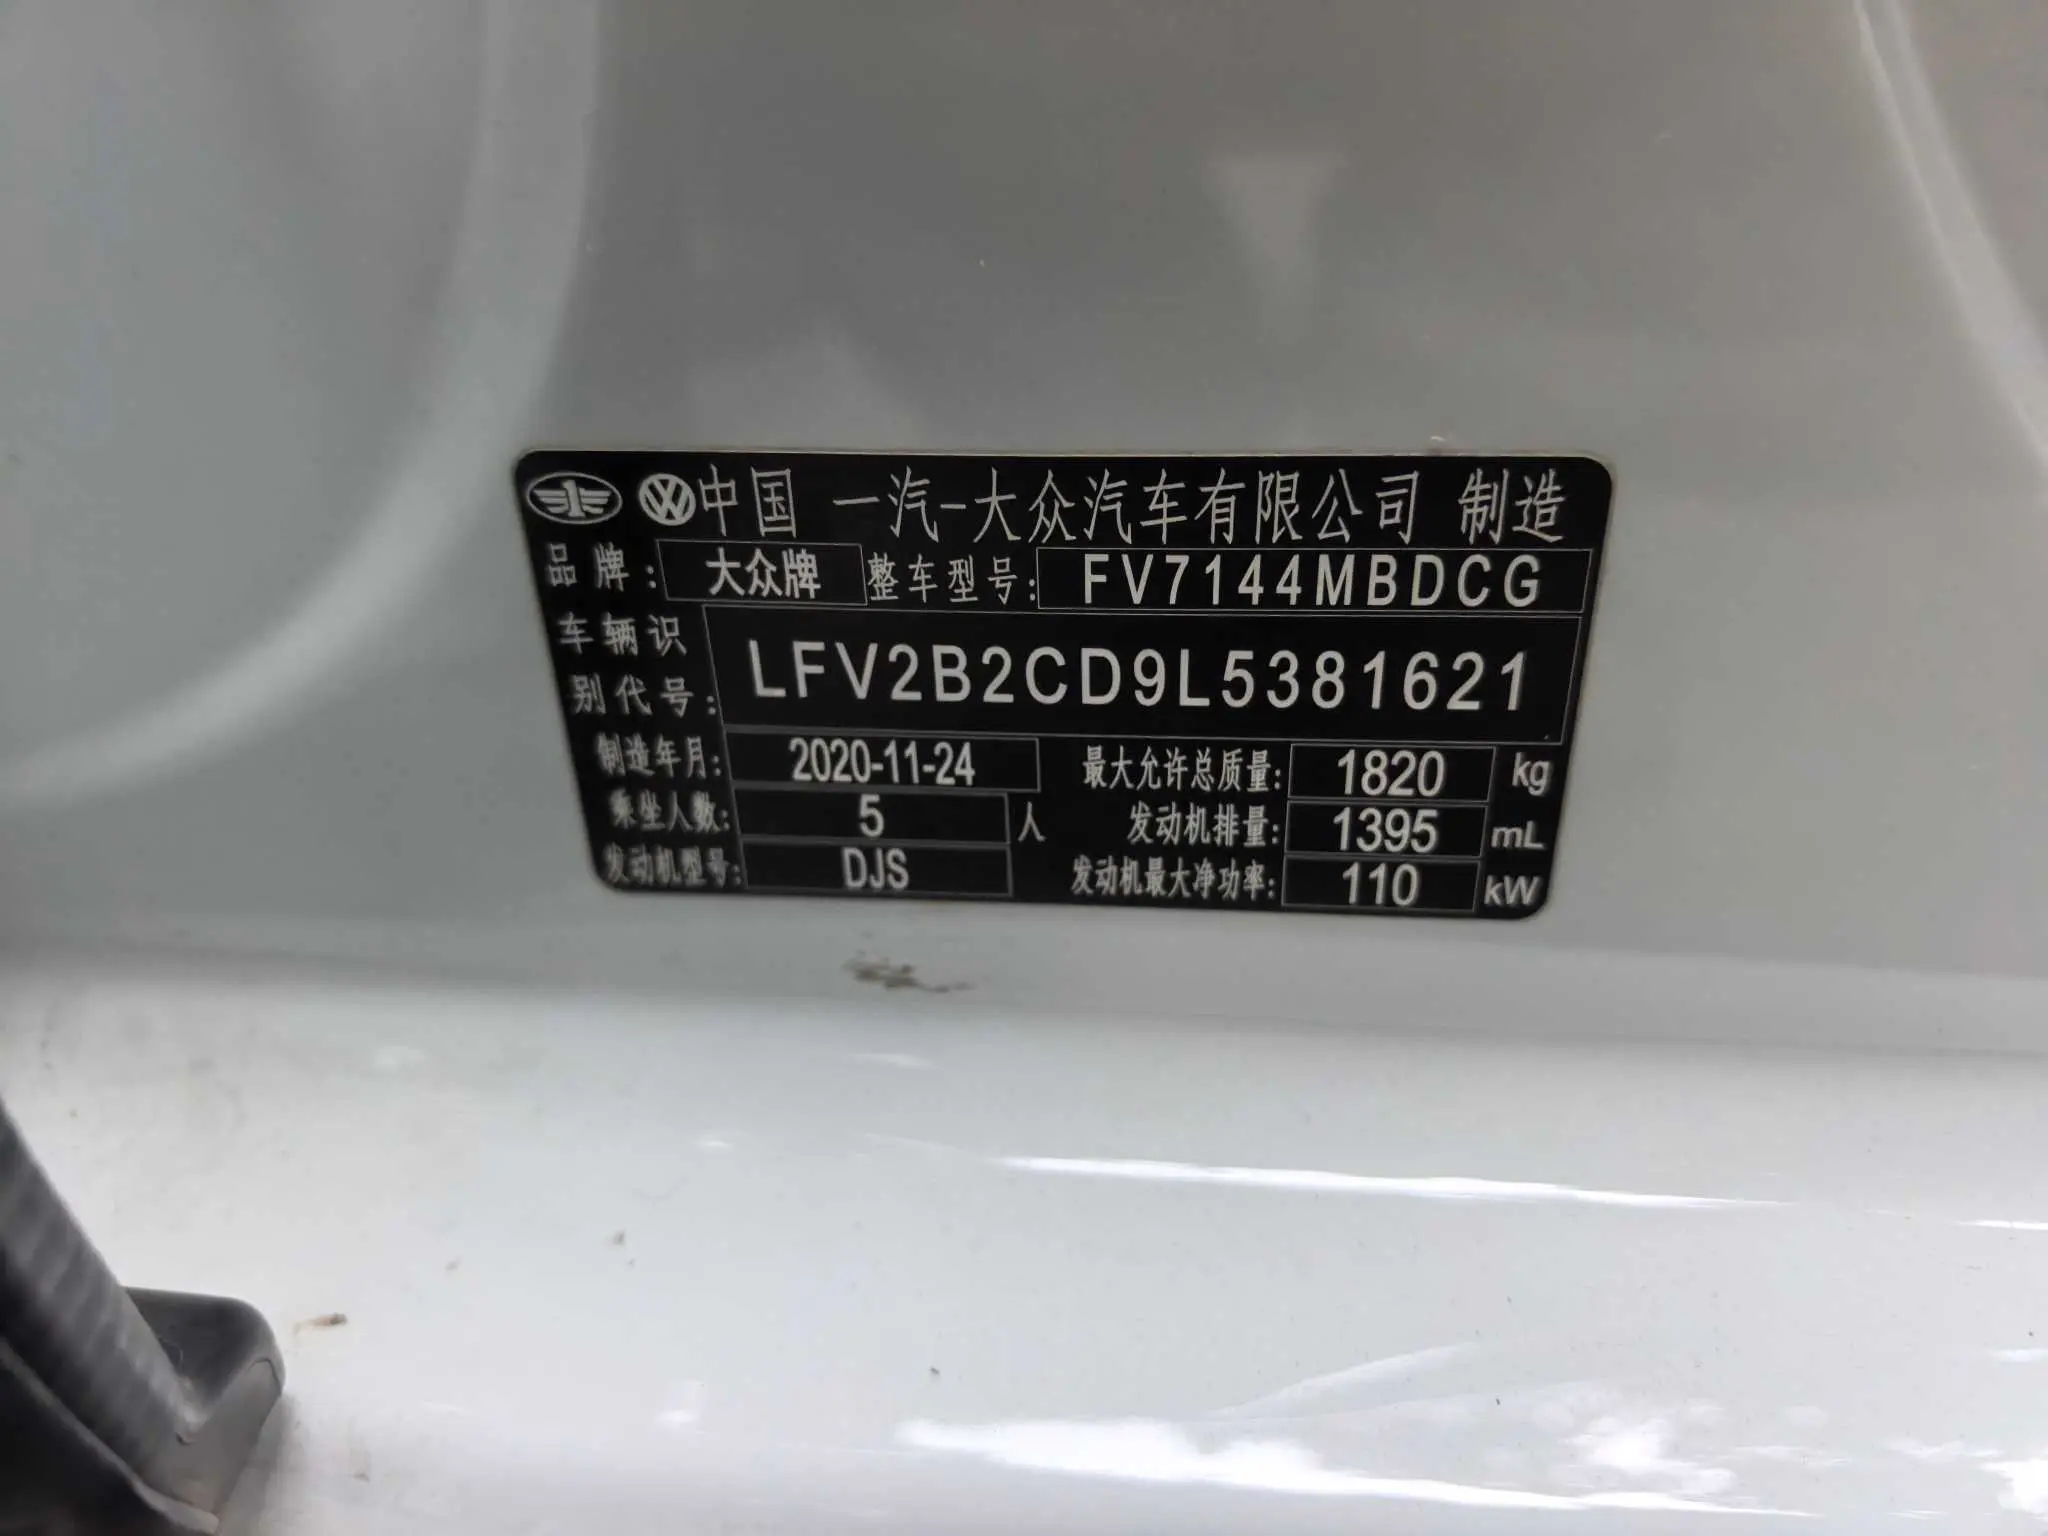 中国 一汽-大众汽车有限公司 制造
品牌: 大众牌 整车型号: FV7144MBDCG
车辆识别代号: LFV2B2CD9L5381621
制造年月: 2020-11-24 最大允许总质量: 1820 kg
乘坐人数: 5 人 发动机排量: 1395 mL
发动机型号: DJS 发动机最大净功率: 110 kW